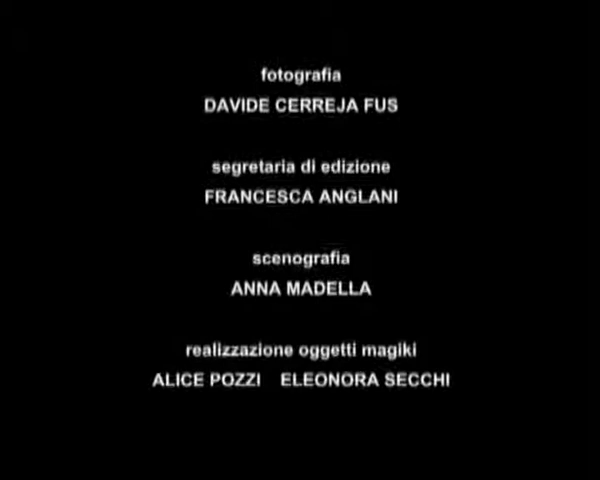 fotografia
DAVIDE CERREJA FUS
segretaria di edizione
FRANCESCA ANGLANI
scenografia
ANNA MADELLA
realizzazione oggetti magiki
ALICE POZZI ELEONORA SECCHI